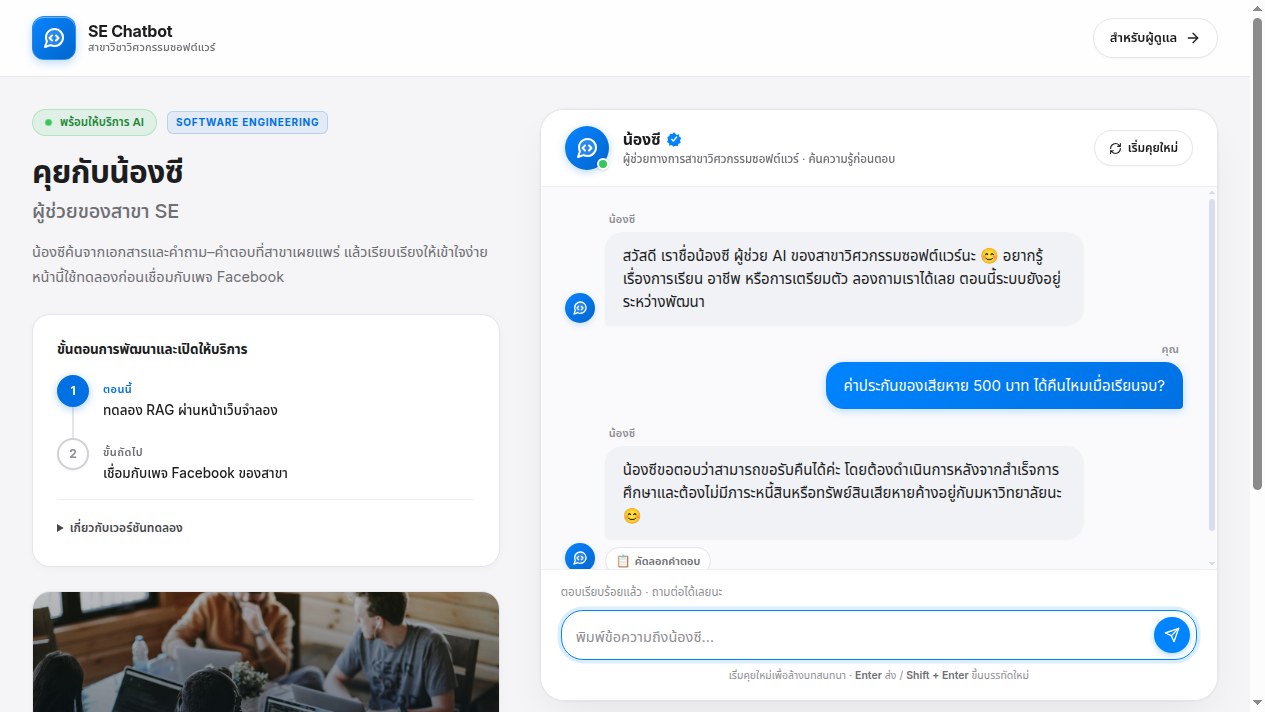 SE Chatbot
สาขาวิชาวิศวกรรมซอฟต์แวร์
สำหรับผู้ดูแล →
พร้อมให้บริการ AI
SOFTWARE ENGINEERING
คุยกับน้องซี
ผู้ช่วยของสาขา SE
น้องซีค้นจากเอกสารและคำถาม–คำตอบที่สาขาเผยแพร่ แล้วเรียบเรียงให้เข้าใจง่าย
หน้านี้ใช้ทดลองก่อนเชื่อมกับเพจ Facebook
ขั้นตอนการพัฒนาและเปิดให้บริการ
1
ตอนนี้
ทดลอง RAG ผ่านหน้าเว็บจำลอง
2
ขั้นถัดไป
เชื่อมกับเพจ Facebook ของสาขา
▶ เกี่ยวกับเวอร์ชันทดลอง
น้องซี
ผู้ช่วยทางการสาขาวิศวกรรมซอฟต์แวร์ · ค้นความรู้ก่อนตอบ
เริ่มคุยใหม่
น้องซี
สวัสดี เราชื่อน้องซี ผู้ช่วย AI ของสาขาวิศวกรรมซอฟต์แวร์นะ 😊 อยากรู้
เรื่องการเรียน อาชีพ หรือการเตรียมตัว ลองถามเราได้เลย ตอนนี้ระบบยังอยู่
ระหว่างพัฒนา
คุณ
ค่าประกันของเสียหาย 500 บาท ได้คืนไหมเมื่อเรียนจบ?
น้องซี
น้องซีขอตอบว่าสามารถขอรับคืนได้ค่ะ โดยต้องดำเนินการหลังจากสำเร็จการ
ศึกษาและต้องไม่มีภาระหนี้สินหรือทรัพย์สินเสียหายค้างอยู่กับมหาวิทยาลัยนะ
😊
📋 คัดลอกคำตอบ
ตอบเรียบร้อยแล้ว · ถามต่อได้เลยนะ
พิมพ์ข้อความถึงน้องซี...
เริ่มคุยใหม่เพื่อล้างบทสนทนา · Enter ส่ง / Shift + Enter ขึ้นบรรทัดใหม่